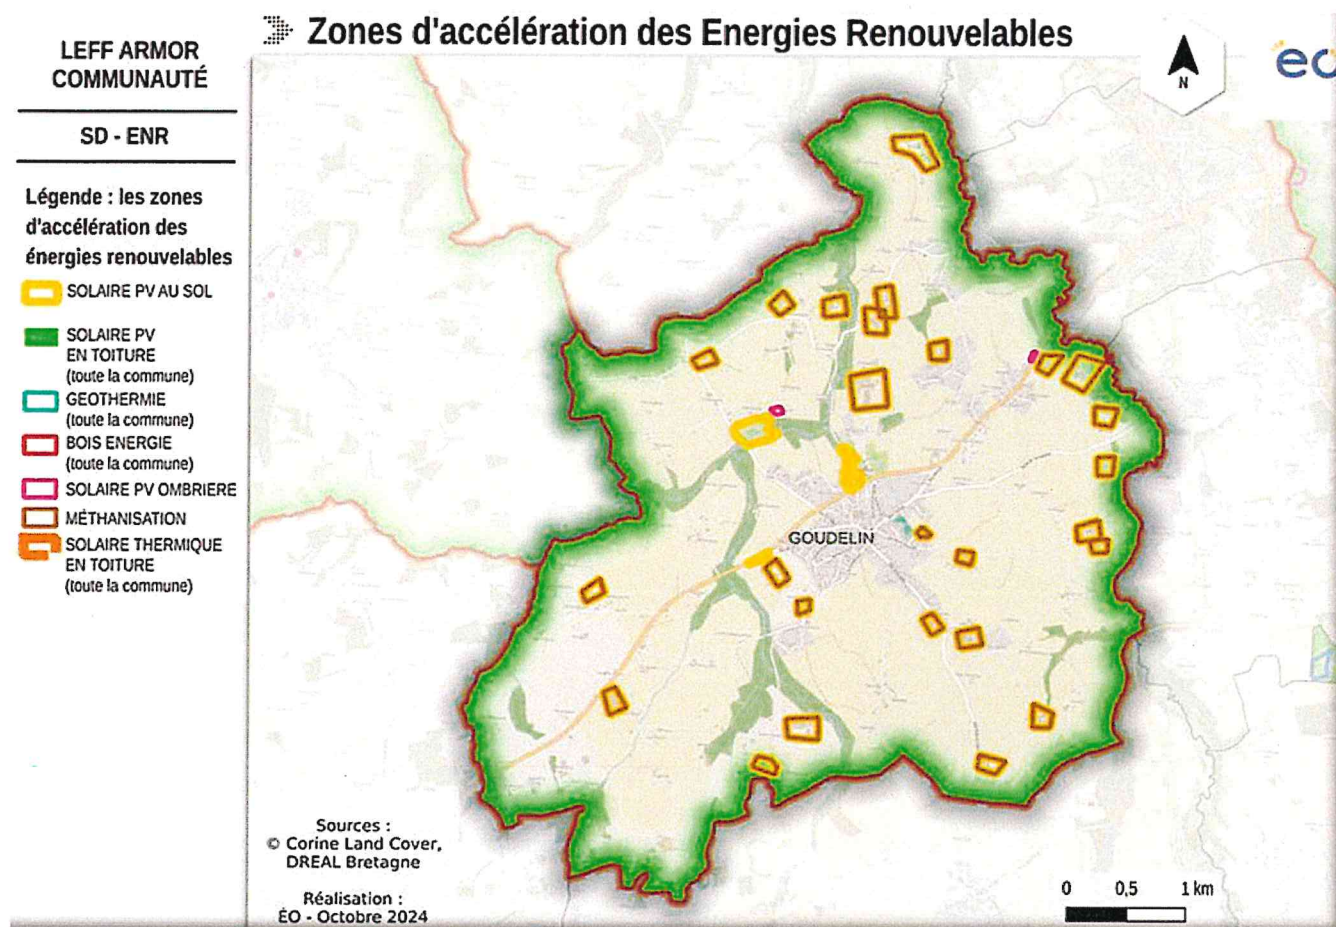 LEFF ARMOR
COMMUNAUTÉ
SD - ENR
Légende : les zones
d'accélération des
énergies renouvelables
SOLAIRE PV AU SOL
SOLAIRE PV
EN TOITURE
(toute la commune)
GEOTHERMIE
(toute la commune)
BOIS ENERGIE
(toute la commune)
SOLAIRE PV OMBRIERE
MÉTHANISATION
SOLAIRE THERMIQUE
EN TOITURE
(toute la commune)
Zones d'accélération des Energies Renouvelables
N
GOUDELIN
Sources :
© Corine Land Cover,
DREAL Bretagne
Réalisation :
ÉO - Octobre 2024
0 0,5 1 km